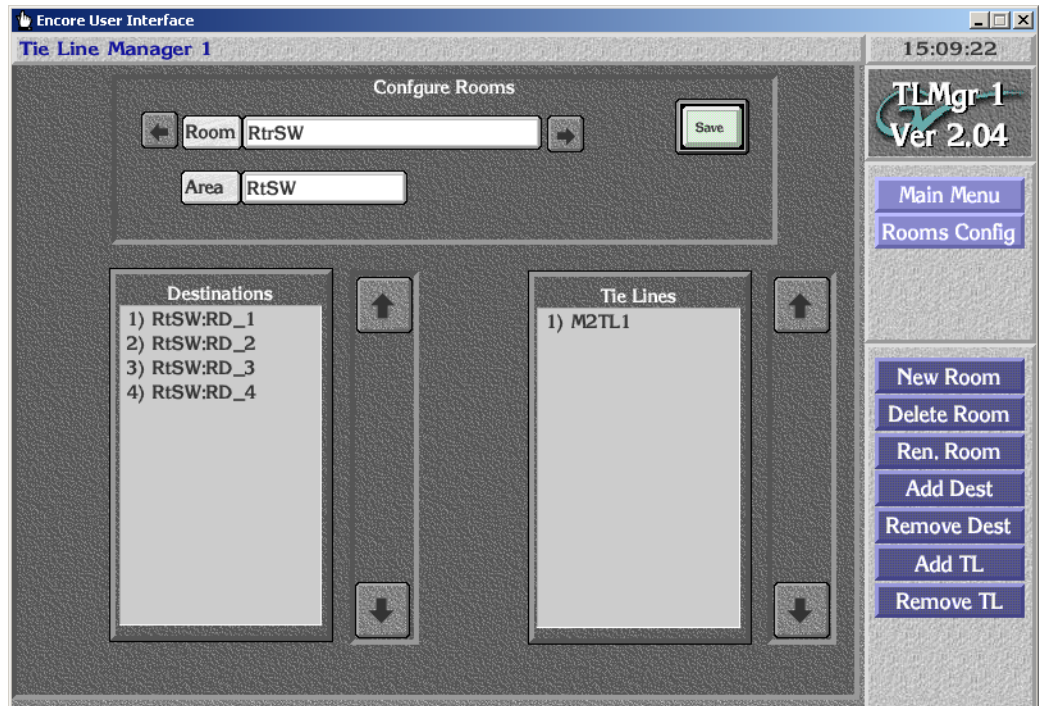 Encore User Interface
Tie Line Manager 1
15:09:22
Confgure Rooms
Room RtrSW
Save
Area RtSW
TLMgr 1
Ver 2.04
Main Menu
Rooms Config
Destinations
1) RtSW:RD_1
2) RtSW:RD_2
3) RtSW:RD_3
4) RtSW:RD_4
Tie Lines
1) M2TL1
New Room
Delete Room
Ren. Room
Add Dest
Remove Dest
Add TL
Remove TL